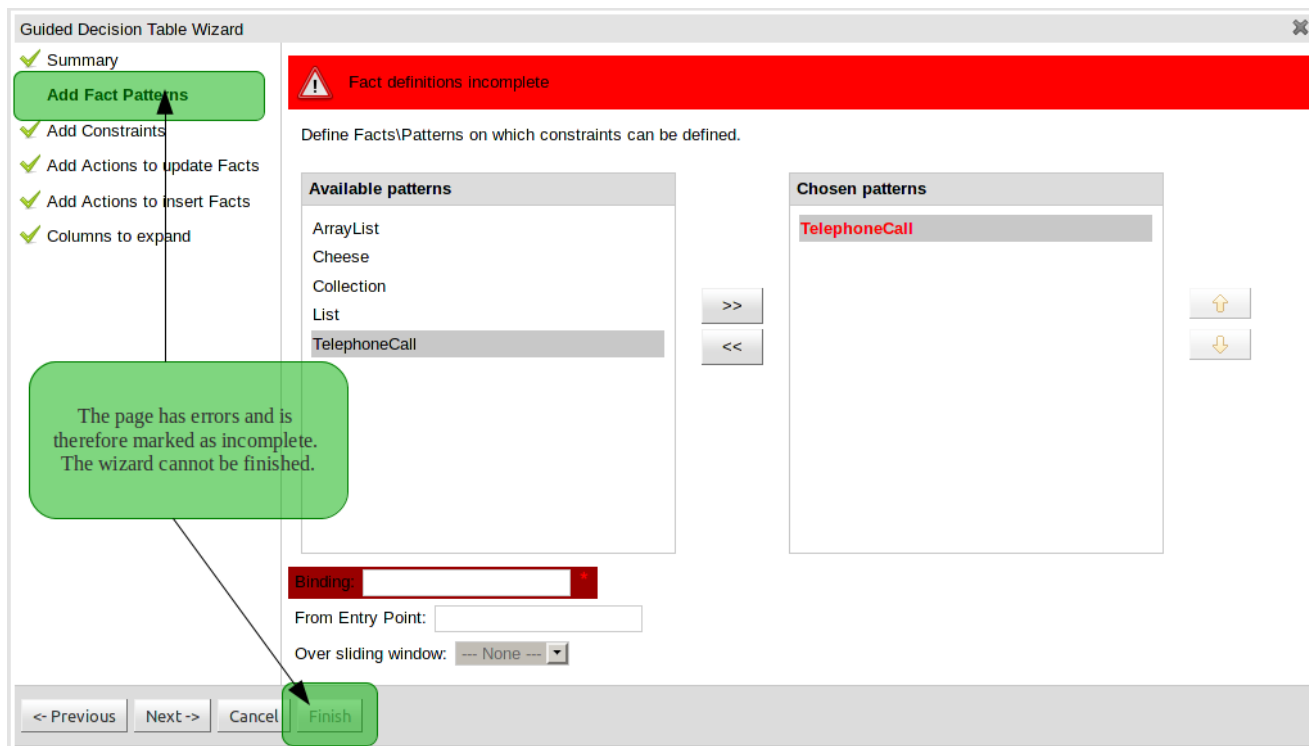 Guided Decision Table Wizard
Summary
Add Fact Patterns
Add Constraints
Add Actions to update Facts
Add Actions to insert Facts
Columns to expand
The page has errors and is
therefore marked as incomplete.
The wizard cannot be finished.
Fact definitions incomplete
Define Facts\Patterns on which constraints can be defined.
Available patterns
ArrayList
Cheese
Collection
List
TelephoneCall
>>
<<
Chosen patterns
TelephoneCall
Binding: *
From Entry Point:
Over sliding window: --- None ---
<- Previous Next -> Cancel Finish